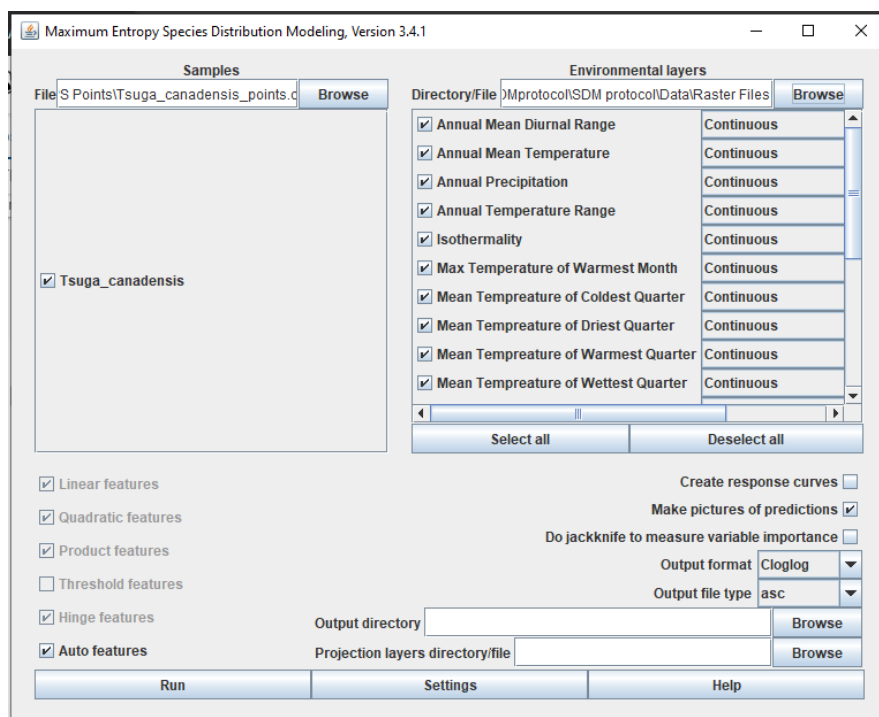 Maximum Entropy Species Distribution Modeling, Version 3.4.1
Samples
File 'S Points\Tsuga_canadensis_points.c Browse
Tsuga_canadensis
Environmental layers
Directory/File )Mprotocol\SDM protocol\Data\Raster Files Browse
Annual Mean Diurnal Range Continuous
Annual Mean Temperature Continuous
Annual Precipitation Continuous
Annual Temperature Range Continuous
Isothermality Continuous
Max Temperature of Warmest Month Continuous
Mean Tempreature of Coldest Quarter Continuous
Mean Tempreature of Driest Quarter Continuous
Mean Tempreature of Warmest Quarter Continuous
Mean Tempreature of Wettest Quarter Continuous
Select all Deselect all
Linear features
Quadratic features
Product features
Threshold features
Hinge features
Auto features
Create response curves
Make pictures of predictions
Do jackknife to measure variable importance
Output format Cloglog
Output file type asc
Output directory Browse
Projection layers directory/file Browse
Run Settings Help